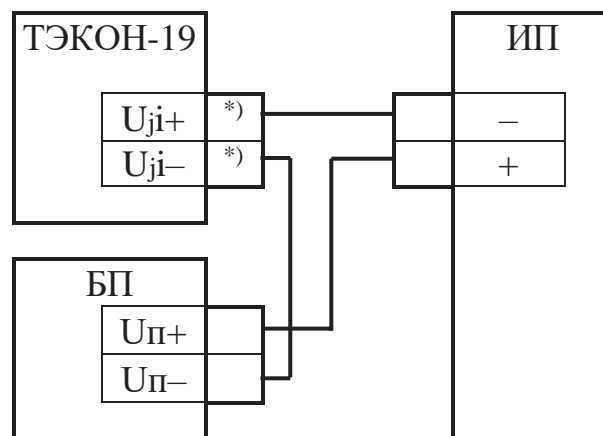 ТЭКОН-19
ИП
Uji+ *)
–
Uji– *)
+
БП
Uп+
Uп–